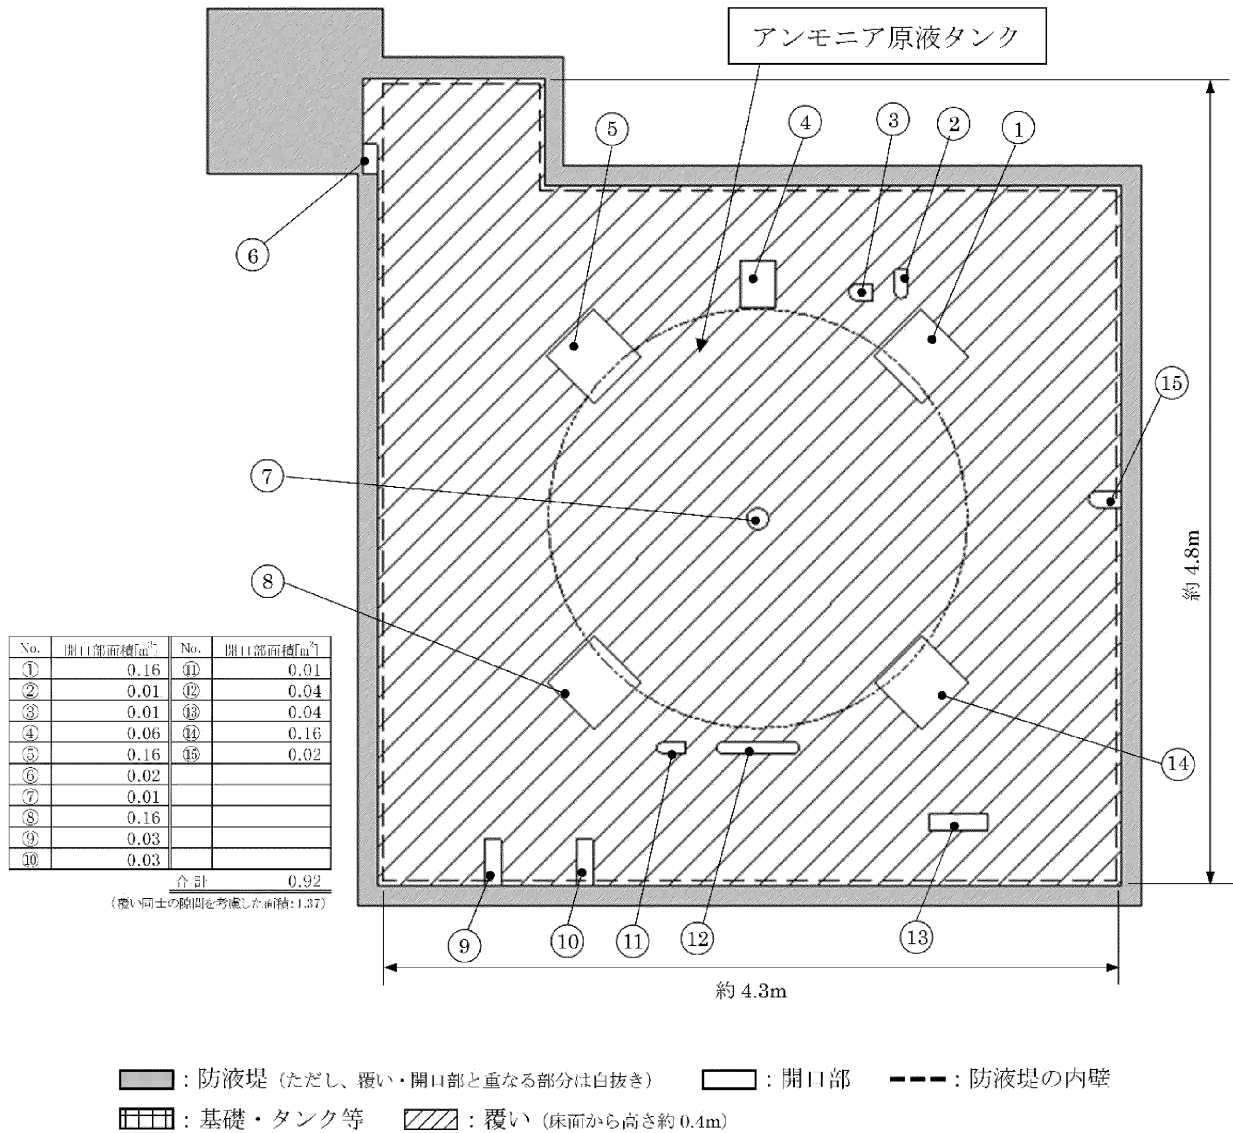 アンモニア原液タンク
⑤
④
③
②
①
⑥
⑮
⑦
約4.8m
⑧
No. 開口部面積[m²] No. 開口部面積[m²]
① 0.16 ⑪ 0.01
② 0.01 ⑫ 0.04
③ 0.01 ⑬ 0.04
④ 0.06 ⑭ 0.16
⑤ 0.16 ⑮ 0.02
⑥ 0.02
⑦ 0.01
⑧ 0.16
⑨ 0.03
⑩ 0.03
合計 0.92
(覆い同士の隙間を考慮した面積:1.37)
⑭
⑨
⑩
⑪
⑫
⑬
約4.3m
:防液堤(ただし、覆い・開口部と重なる部分は白抜き) :開口部 :防液堤の内壁
:基礎・タンク等 :覆い(床面から高さ約0.4m)